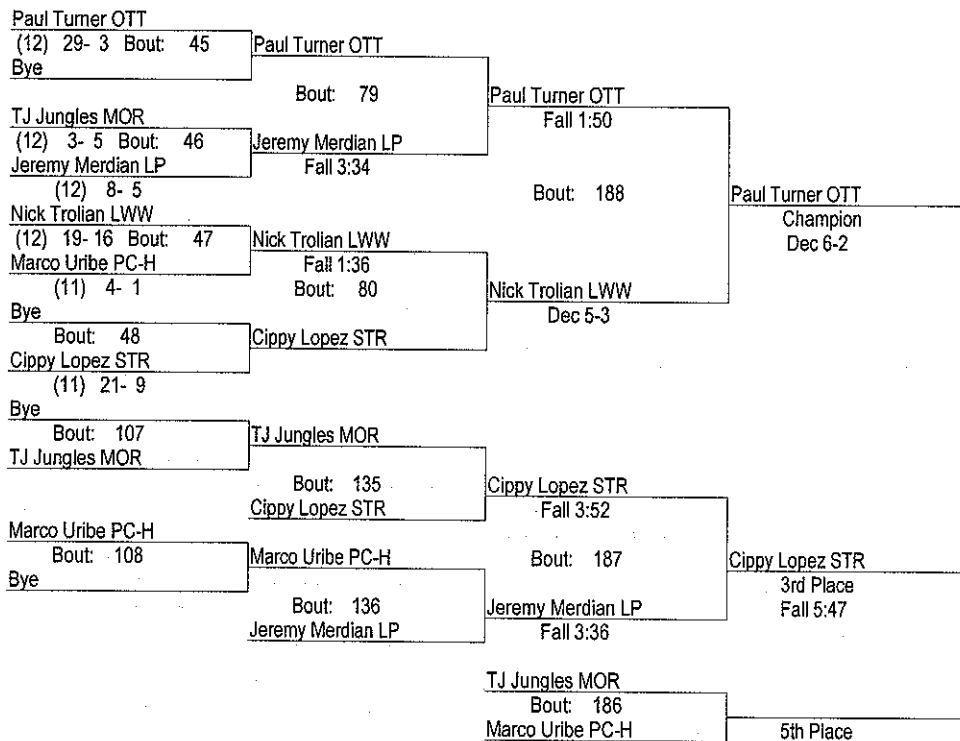 Paul Turner OTT
(12) 29- 3 Bout: 45
Bye
Paul Turner OTT
Bout: 79
TJ Jungles MOR
(12) 3- 5 Bout: 46
Jeremy Merdian LP
(12) 8- 5
Jeremy Merdian LP
Fall 3:34
Paul Turner OTT
Fall 1:50
Bout: 188
Paul Turner OTT
Champion
Dec 6-2
Nick Trolian LWW
(12) 19- 16 Bout: 47
Marco Uribe PC-H
(11) 4- 1
Nick Trolian LWW
Fall 1:36
Bout: 80
Nick Trolian LWW
Dec 5-3
Bye
Bout: 48
Cippy Lopez STR
(11) 21- 9
Cippy Lopez STR
Bye
Bout: 107
TJ Jungles MOR
TJ Jungles MOR
Bout: 135
Cippy Lopez STR
Cippy Lopez STR
Fall 3:52
Bout: 187
Cippy Lopez STR
3rd Place
Fall 5:47
Marco Uribe PC-H
Bout: 108
Bye
Marco Uribe PC-H
Bout: 136
Jeremy Merdian LP
Jeremy Merdian LP
Fall 3:36
TJ Jungles MOR
Bout: 186
Marco Uribe PC-H
5th Place